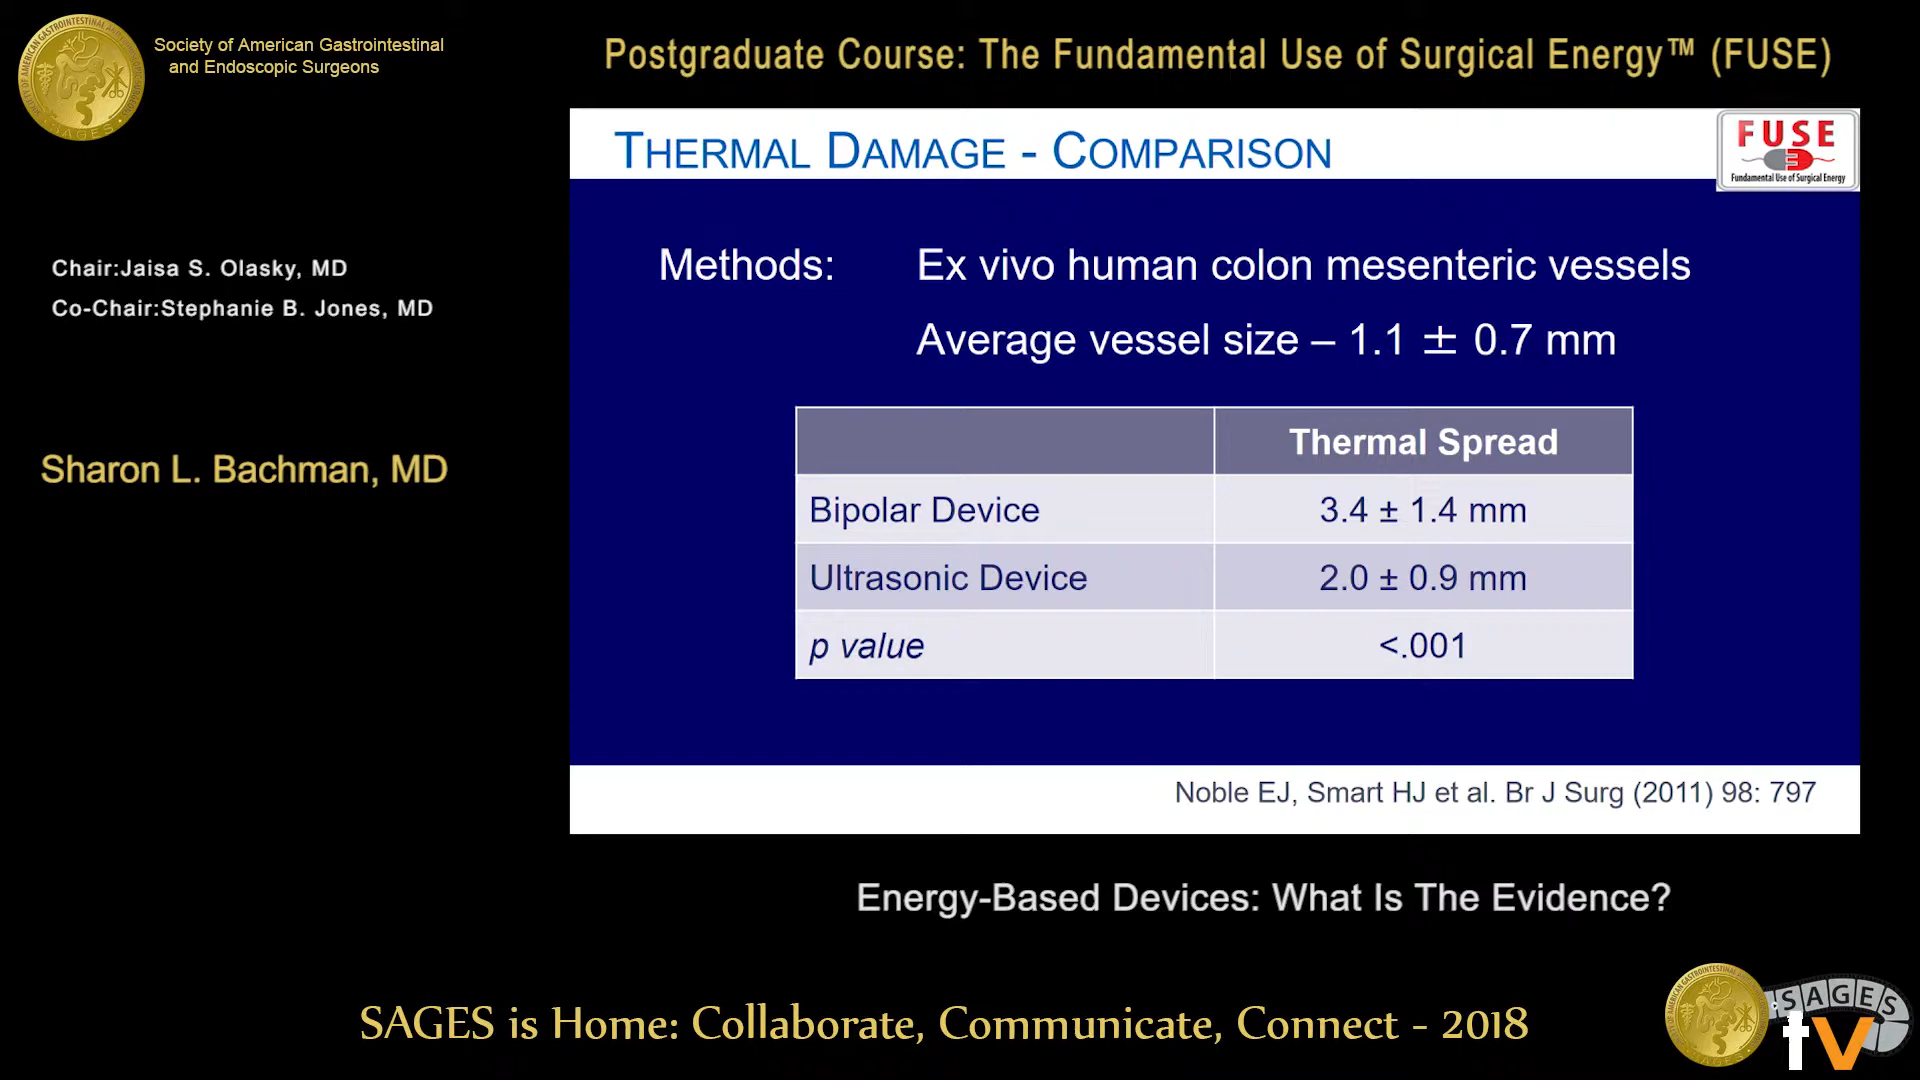 Society of American Gastrointestinal
and Endoscopic Surgeons
Postgraduate Course: The Fundamental Use of Surgical Energy™ (FUSE)
THERMAL DAMAGE - COMPARISON
FUSE
Fundamental Use of Surgical Energy
Chair:Jaisa S. Olasky, MD
Co-Chair:Stephanie B. Jones, MD
Sharon L. Bachman, MD
Methods: Ex vivo human colon mesenteric vessels
Average vessel size – 1.1 ± 0.7 mm
Thermal Spread
Bipolar Device 3.4 ± 1.4 mm
Ultrasonic Device 2.0 ± 0.9 mm
p value <.001
Noble EJ, Smart HJ et al. Br J Surg (2011) 98: 797
Energy-Based Devices: What Is The Evidence?
SAGES is Home: Collaborate, Communicate, Connect - 2018
SAGES
tv